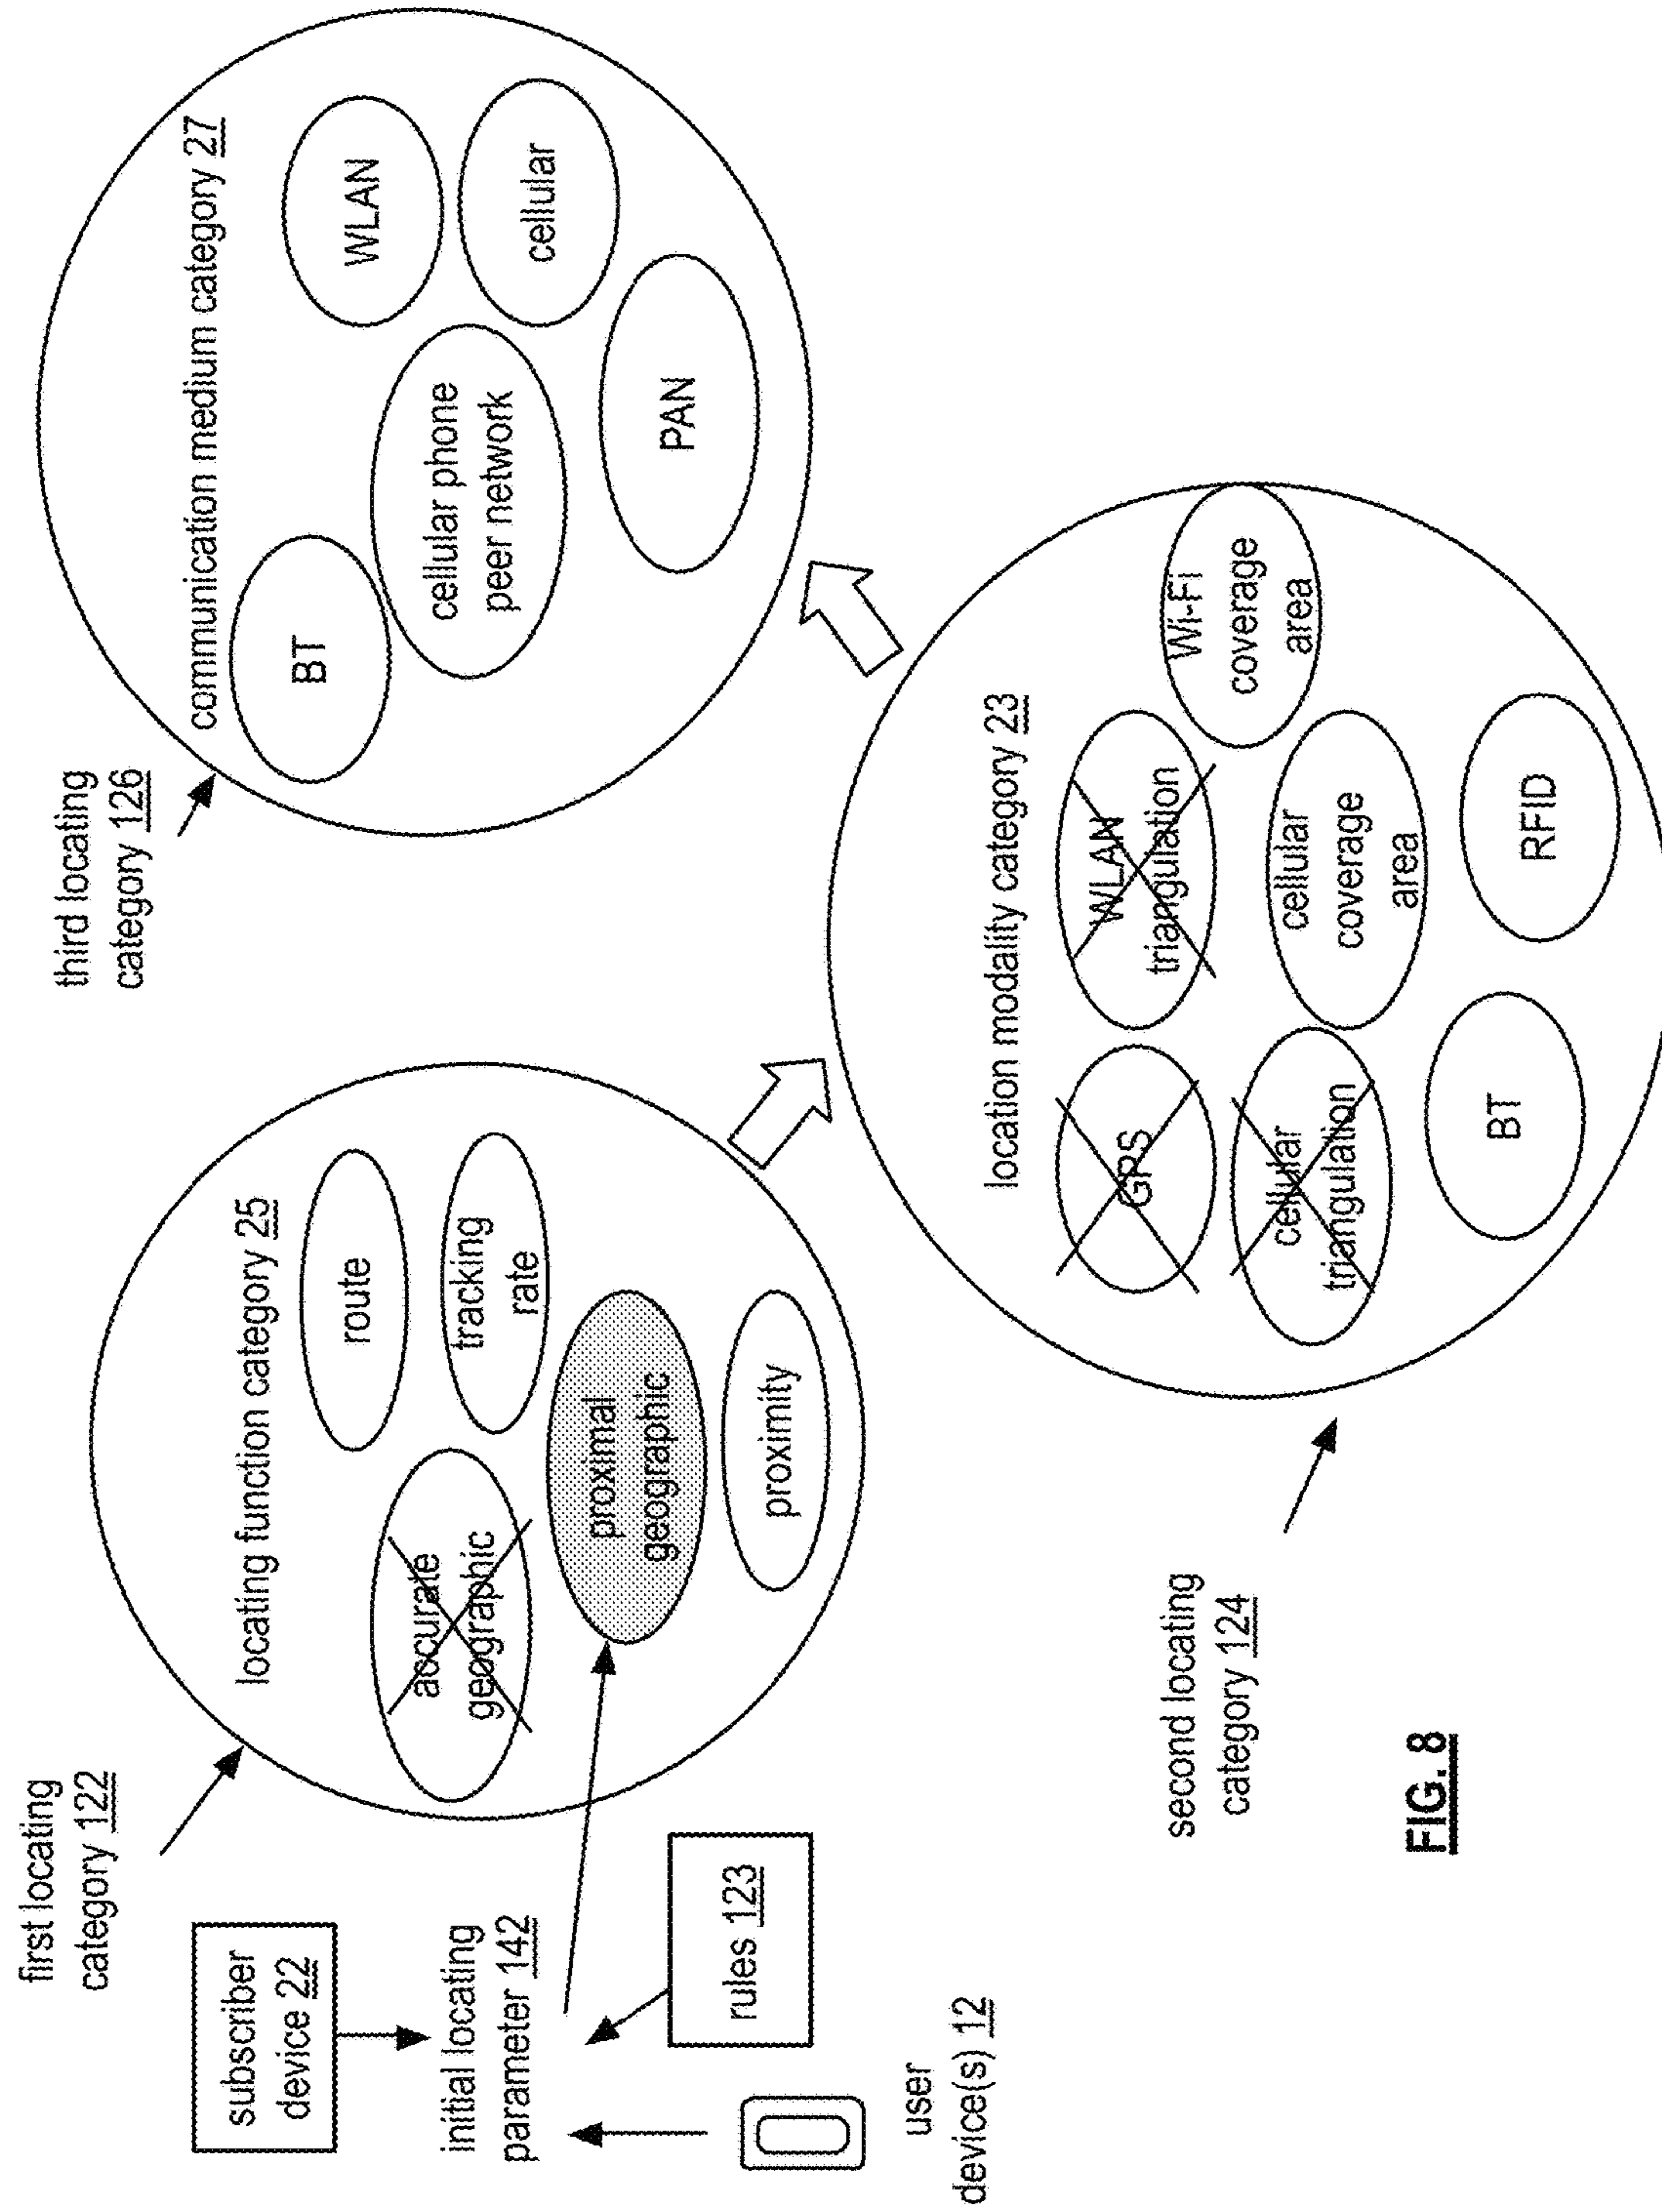 first locating
category 122
subscriber
device 22
initial locating
parameter 142
rules 123
user
device(s) 12
locating function category 25
accurate
geographic
route
tracking
rate
proximal
geographic
proximity
third locating
category 126
communication medium category 27
BT
WLAN
cellular phone
peer network
cellular
PAN
second locating
category 124
location modality category 23
GPS
WLAN
triangulation
Wi-Fi
coverage
area
cellular
triangulation
cellular
coverage
area
BT
RFID
FIG. 8